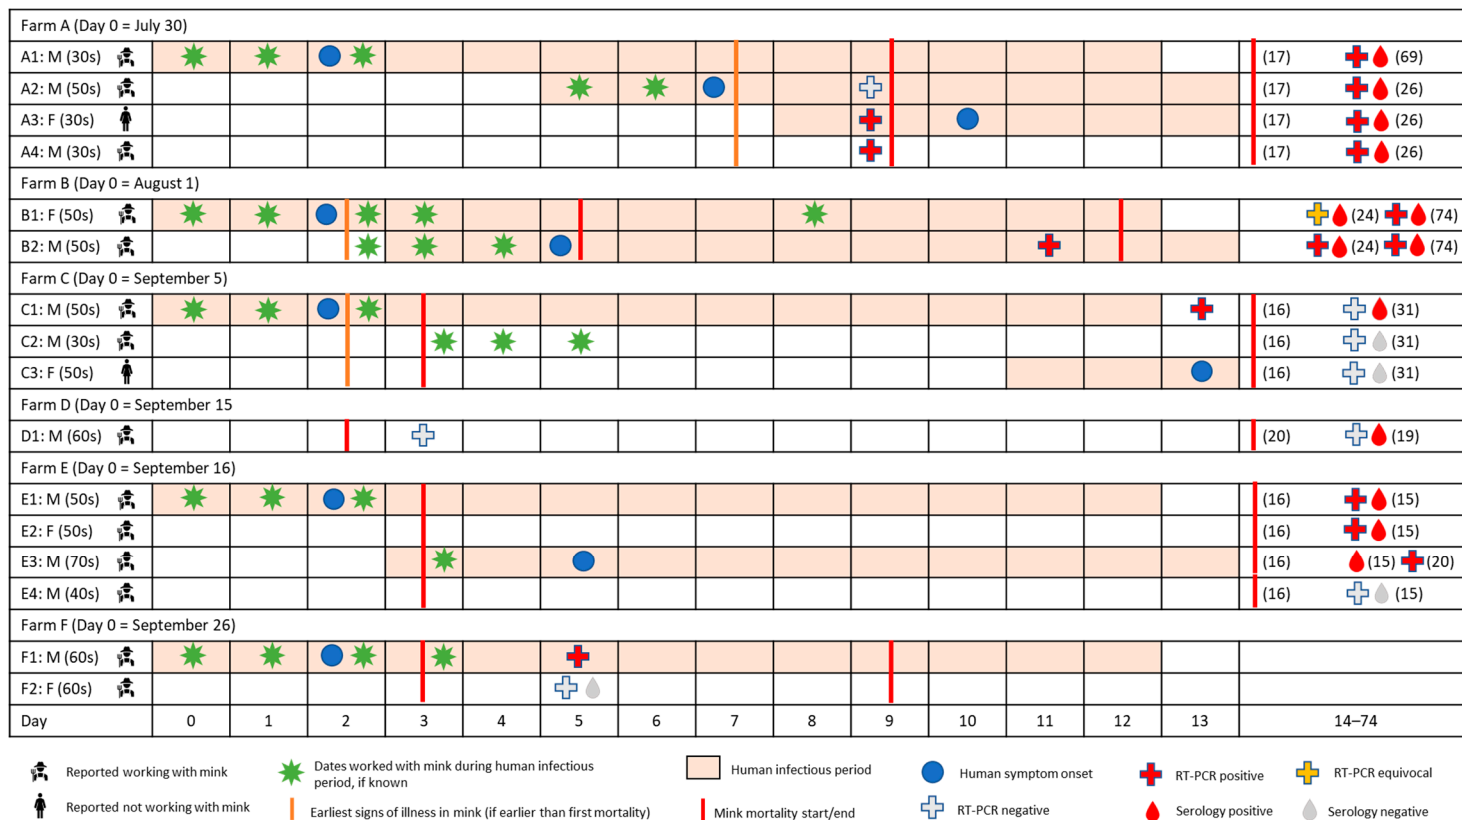 Farm A (Day 0 = July 30)
A1: M (30s) (17) (69)
A2: M (50s) (17) (26)
A3: F (30s) (17) (26)
A4: M (30s) (17) (26)
Farm B (Day 0 = August 1)
B1: F (50s) (24) (74)
B2: M (50s) (24) (74)
Farm C (Day 0 = September 5)
C1: M (50s) (16) (31)
C2: M (30s) (16) (31)
C3: F (50s) (16) (31)
Farm D (Day 0 = September 15
D1: M (60s) (20) (19)
Farm E (Day 0 = September 16)
E1: M (50s) (16) (15)
E2: F (50s) (16) (15)
E3: M (70s) (16) (15) (20)
E4: M (40s) (16) (15)
Farm F (Day 0 = September 26)
F1: M (60s)
F2: F (60s)
Day 0 1 2 3 4 5 6 7 8 9 10 11 12 13 14–74
Reported working with mink
Dates worked with mink during human infectious
period, if known
Human infectious period
Human symptom onset
RT-PCR positive
RT-PCR equivocal
Reported not working with mink
Earliest signs of illness in mink (if earlier than first mortality)
Mink mortality start/end
RT-PCR negative
Serology positive
Serology negative